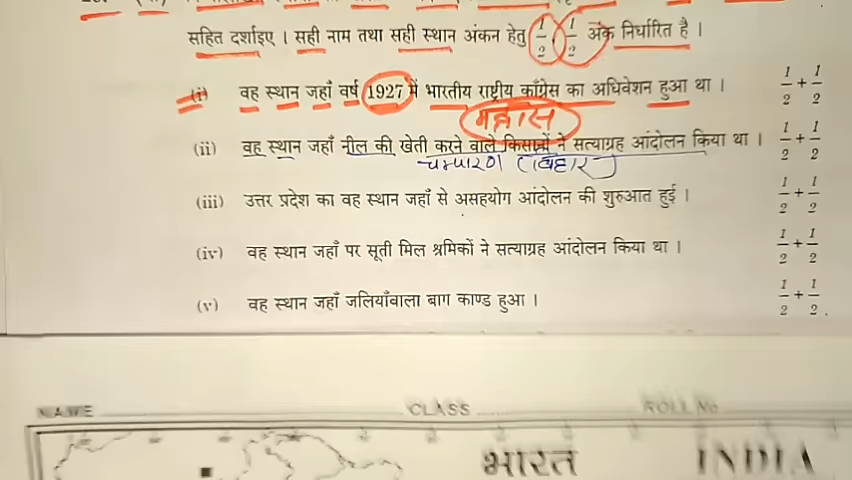 सहित दर्शाइए । सही नाम तथा सही स्थान अंकन हेतु 1/2, 1/2 अंक निर्धारित है ।
(i) वह स्थान जहाँ वर्ष 1927 में भारतीय राष्ट्रीय काँग्रेस का अधिवेशन हुआ था । 1/2 + 1/2
मद्रास
(ii) वह स्थान जहाँ नील की खेती करने वाले किसानों ने सत्याग्रह आंदोलन किया था । 1/2 + 1/2
चम्पारण (बिहार)
(iii) उत्तर प्रदेश का वह स्थान जहाँ से असहयोग आंदोलन की शुरुआत हुई । 1/2 + 1/2
(iv) वह स्थान जहाँ पर सूती मिल श्रमिकों ने सत्याग्रह आंदोलन किया था । 1/2 + 1/2
(v) वह स्थान जहाँ जलियाँवाला बाग काण्ड हुआ । 1/2 + 1/2.
NAME CLASS ROLL No
भारत INDIA